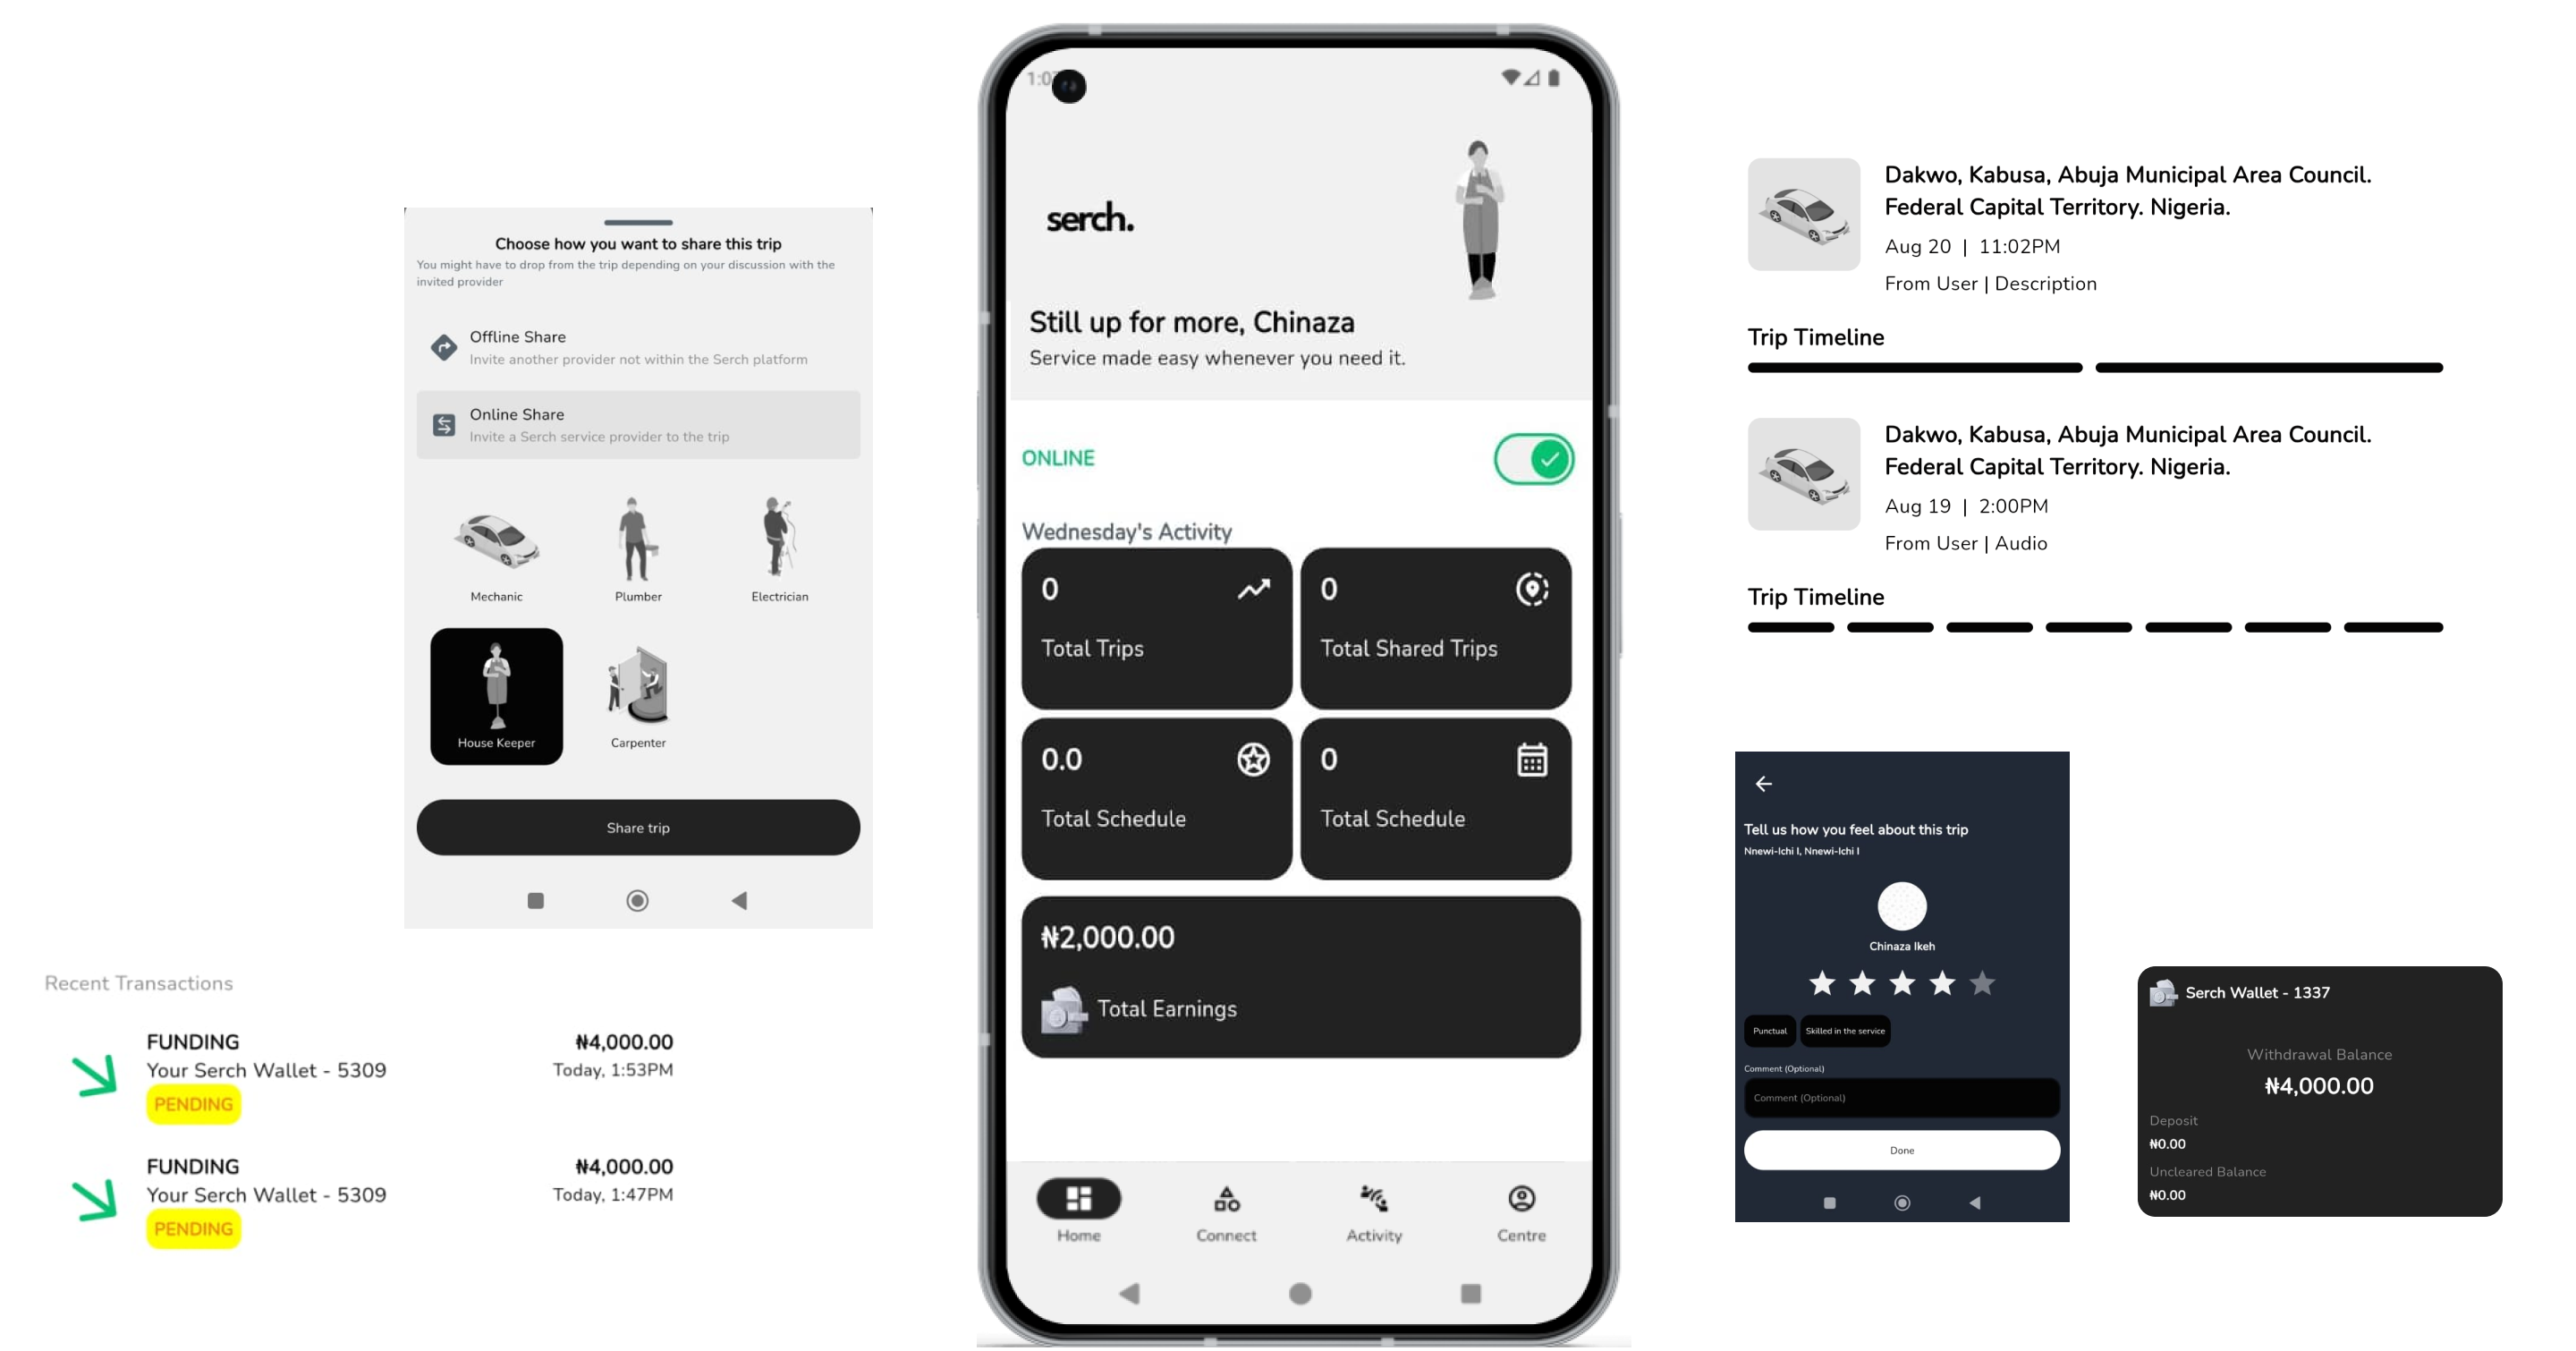 Choose how you want to share this trip
You might have to drop from the trip depending on your discussion with the
invited provider
Offline Share
Invite another provider not within the Serch platform
Online Share
Invite a Serch service provider to the trip
Mechanic
Plumber
Electrician
House Keeper
Carpenter
Share trip
Recent Transactions
FUNDING
₦4,000.00
Your Serch Wallet - 5309
Today, 1:53PM
PENDING
FUNDING
₦4,000.00
Your Serch Wallet - 5309
Today, 1:47PM
PENDING
serch.
Still up for more, Chinaza
Service made easy whenever you need it.
ONLINE
Wednesday's Activity
0
Total Trips
0
Total Shared Trips
0.0
Total Schedule
0
Total Schedule
₦2,000.00
Total Earnings
Home
Connect
Activity
Centre
Dakwo, Kabusa, Abuja Municipal Area Council.
Federal Capital Territory. Nigeria.
Aug 20 | 11:02PM
From User | Description
Trip Timeline
Dakwo, Kabusa, Abuja Municipal Area Council.
Federal Capital Territory. Nigeria.
Aug 19 | 2:00PM
From User | Audio
Trip Timeline
Tell us how you feel about this trip
Nnewi-Ichi I, Nnewi-Ichi I
Chinaza Ikeh
Punctual
Skilled in the service
Comment (Optional)
Comment (Optional)
Done
Serch Wallet - 1337
Withdrawal Balance
₦4,000.00
Deposit
₦0.00
Uncleared Balance
₦0.00